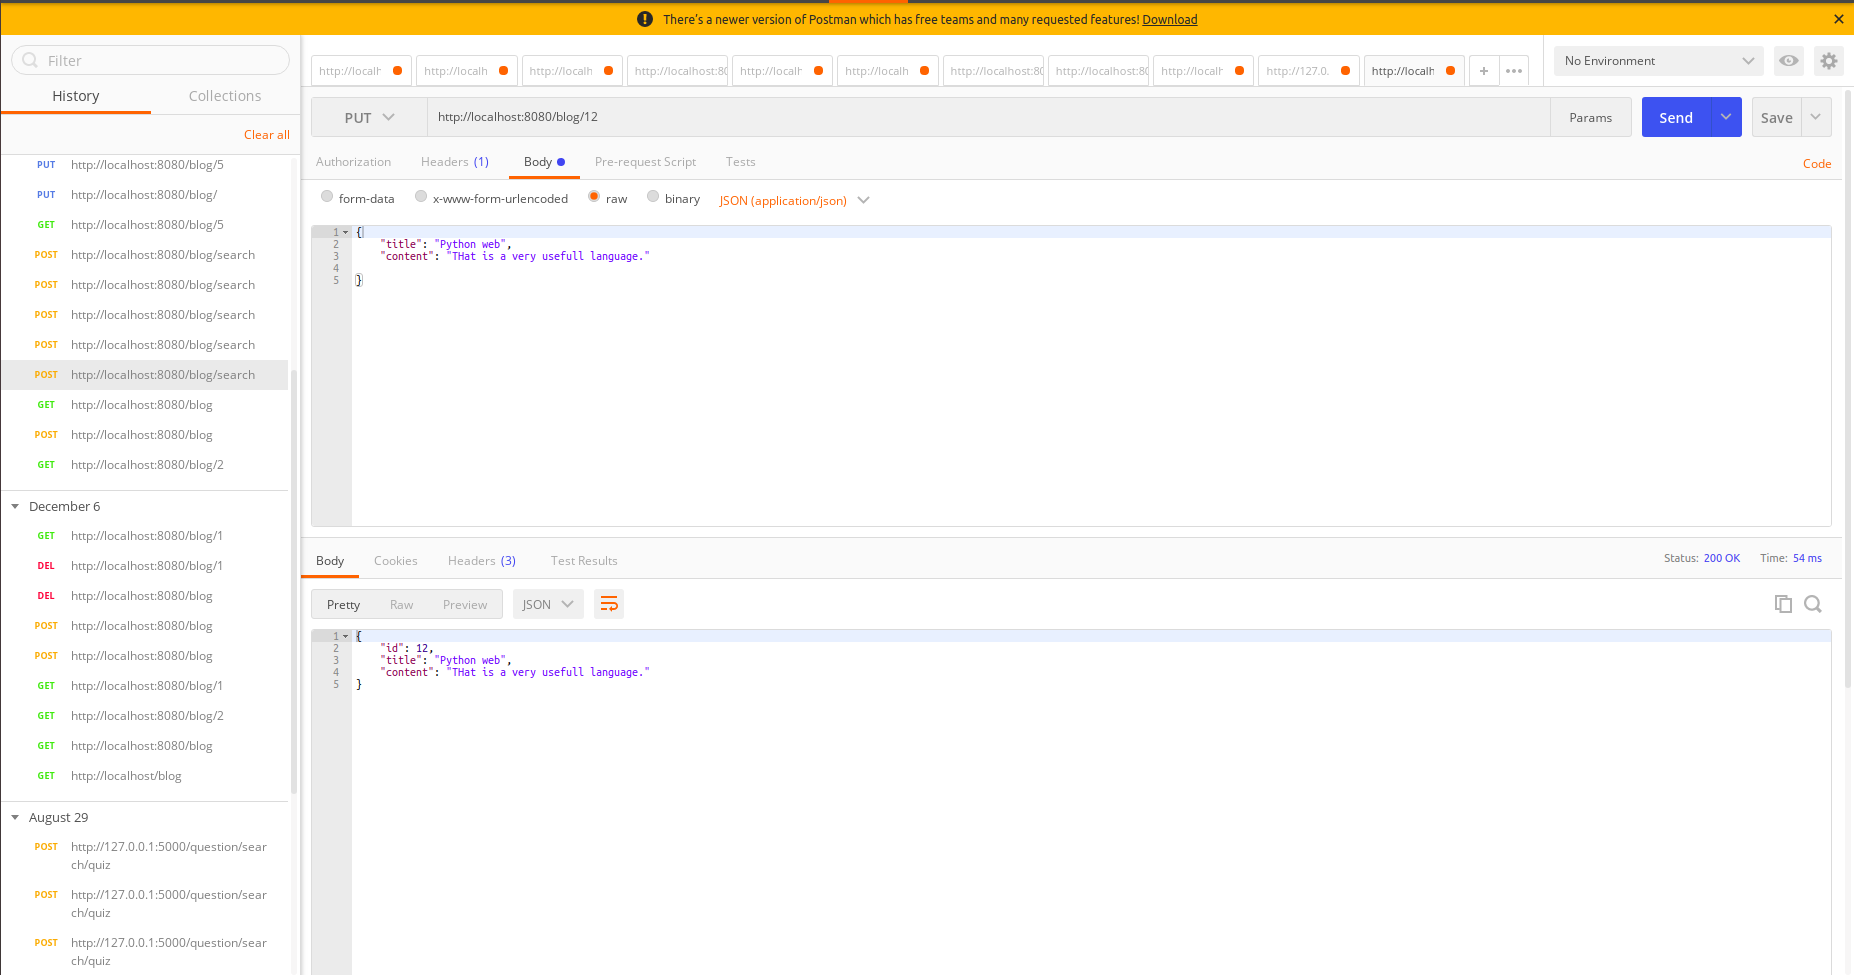 There's a newer version of Postman which has free teams and many requested features! Download
Filter
History Collections
Clear all
PUT http://localhost:8080/blog/5
PUT http://localhost:8080/blog/
GET http://localhost:8080/blog/5
POST http://localhost:8080/blog/search
POST http://localhost:8080/blog/search
POST http://localhost:8080/blog/search
POST http://localhost:8080/blog/search
POST http://localhost:8080/blog/search
GET http://localhost:8080/blog
POST http://localhost:8080/blog
GET http://localhost:8080/blog/2
December 6
GET http://localhost:8080/blog/1
DEL http://localhost:8080/blog/1
DEL http://localhost:8080/blog
POST http://localhost:8080/blog
POST http://localhost:8080/blog
GET http://localhost:8080/blog/1
GET http://localhost:8080/blog/2
GET http://localhost:8080/blog
GET http://localhost/blog
August 29
POST http://127.0.0.1:5000/question/sear
ch/quiz
POST http://127.0.0.1:5000/question/sear
ch/quiz
POST http://127.0.0.1:5000/question/sear
ch/quiz
http://localh http://localh http://localh http://localhost:80 http://localh http://localh http://localhost:80 http://localhost:80 http://localh http://127.0. http://localh + •••
No Environment
PUT http://localhost:8080/blog/12 Params Send Save
Authorization Headers (1) Body Pre-request Script Tests Code
form-data x-www-form-urlencoded raw binary JSON (application/json)
1 {
2 "title": "Python web",
3 "content": "THat is a very usefull language."
4
5 }
Body Cookies Headers (3) Test Results Status: 200 OK Time: 54 ms
Pretty Raw Preview JSON
1 {
2 "id": 12,
3 "title": "Python web",
4 "content": "THat is a very usefull language."
5 }